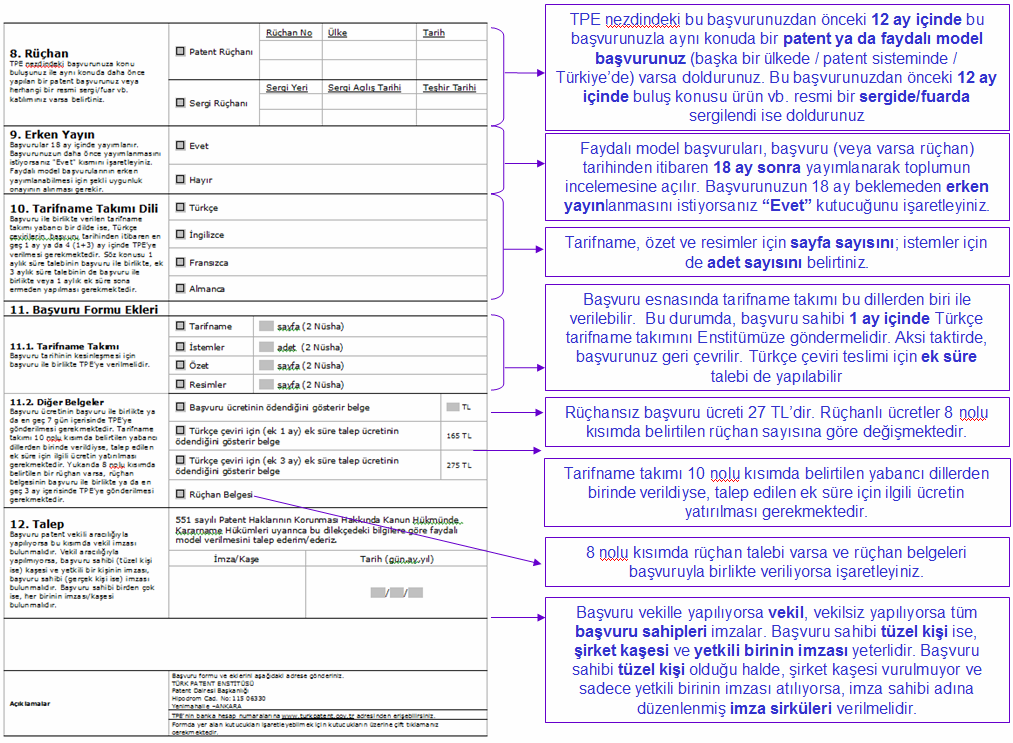 8. Rüçhan
TPE nezdindeki başvurunuza konu
buluşunuz ile aynı konuda daha önce
yapılan bir patent başvurunuz veya
herhangi bir resmi sergi/fuar vb.
katılımınız varsa belirtiniz.
Patent Rüçhanı
Rüçhan No Ülke Tarih
Sergi Rüçhanı
Sergi Yeri Sergi Açlış Tarihi Teşhir Tarihi
9. Erken Yayın
Başvurular 18 ay içinde yayımlanır.
Başvurunuzun daha önce yayımlanmasını
istiyorsanız "Evet" kısmını işaretleyiniz.
Faydalı model başvurularının erken
yayımlanabilmesi için şekli uygunluk
onayının alınması gerekir.
Evet
Hayır
10. Tarifname Takımı Dili
Başvuru ile birlikte verilen tarifname
takımı yabancı bir dilde ise, Türkçe
çevirilerin, başvuru tarihinden itibaren en
geç 1 ay ya da 4 (1+3) ay içinde TPE'ye
verilmesi gerekmektedir. Söz konusu 1
aylık süre talebinin başvuru ile birlikte, ek
3 aylık süre talebinin de başvuru ile
birlikte veya 1 aylık ek süre sona
ermeden yapılması gerekmektedir.
Türkçe
İngilizce
Fransızca
Almanca
11. Başvuru Formu Ekleri
11.1. Tarifname Takımı
Başvuru tarihinin kesinleşmesi için
başvuru ile birlikte TPE'ye verilmelidir.
Tarifname sayfa (2 Nüsha)
İstemler adet (2 Nüsha)
Özet sayfa (2 Nüsha)
Resimler sayfa (2 Nüsha)
11.2. Diğer Belgeler
Başvuru ücretinin başvuru ile birlikte ya
da en geç 7 gün içerisinde TPE'ye
gönderilmesi gerekmektedir. Tarifname
takımı 10 nolu kısımda belirtilen yabancı
dillerden birinde verildiyse, talep edilen
ek süre için ilgili ücretin yatırılması
gerekmektedir. Yukarıda 8 nolu kısımda
belirtilen bir rüçhan varsa, rüçhan
belgesinin başvuru ile birlikte ya da en
geç 3 ay içerisinde TPE'ye gönderilmesi
gerekmektedir.
Başvuru ücretinin ödendiğini gösterir belge TL
Türkçe çeviri için (ek 1 ay) ek süre talep ücretinin
ödendiğini gösterir belge 165 TL
Türkçe çeviri için (ek 3 ay) ek süre talep ücretinin
ödendiğini gösterir belge 275 TL
Rüçhan Belgesi
12. Talep
Başvuru patent vekili aracılığıyla
yapılıyorsa bu kısımda vekil imzası
bulunmalıdır. Vekil aracılığıyla
yapılmıyorsa, başvuru sahibi (tüzel
kişi ise) kaşesi ve yetkili bir kişinin imzası,
başvuru sahibi (gerçek kişi ise) imzası
bulunmalıdır. Başvuru sahibi birden çok
ise, her birinin imzası/kaşesi
bulunmalıdır.
551 sayılı Patent Haklarının Korunması Hakkında Kanun Hükmünde
Kararname Hükümleri uyarınca bu dilekçedeki bilgilere göre faydalı
model verilmesini talep ederim/ederiz.
İmza/Kaşe Tarih (gün,ay,yıl)
/ /
Açıklamalar
Başvuru formu ve eklerini aşağıdaki adrese gönderiniz.
TÜRK PATENT ENSTİTÜSÜ
Patent Dairesi Başkanlığı
Hipodrom Cad. No:115 06330
Yenimahalle -ANKARA
TPE'nin banka hesap numaralarına www.turkpatent.gov.tr adresinden erişebilirsiniz.
Formda yer alan kutucukları işaretleyebilmek için kutucukların üzerine çift tıklamanız
gerekmektedir.
TPE nezdindeki bu başvurunuzdan önceki 12 ay içinde bu
başvurunuzla aynı konuda bir patent ya da faydalı model
başvurunuz (başka bir ülkede / patent sisteminde /
Türkiye'de) varsa doldurunuz. Bu başvurunuzdan önceki 12 ay
içinde buluş konusu ürün vb. resmi bir sergide/fuarda
sergilendi ise doldurunuz
Faydalı model başvuruları, başvuru (veya varsa rüçhan)
tarihinden itibaren 18 ay sonra yayımlanarak toplumun
incelemesine açılır. Başvurunuzun 18 ay beklemeden erken
yayınlanmasını istiyorsanız “Evet” kutucuğunu işaretleyiniz.
Tarifname, özet ve resimler için sayfa sayısını; istemler için
de adet sayısını belirtiniz.
Başvuru esnasında tarifname takımı bu dillerden biri ile
verilebilir. Bu durumda, başvuru sahibi 1 ay içinde Türkçe
tarifname takımını Enstitümüze göndermelidir. Aksi taktirde,
başvurunuz geri çevrilir. Türkçe çeviri teslimi için ek süre
talebi de yapılabilir
Rüçhansız başvuru ücreti 27 TL'dir. Rüçhanlı ücretler 8 nolu
kısımda belirtilen rüçhan sayısına göre değişmektedir.
Tarifname takımı 10 nolu kısımda belirtilen yabancı dillerden
birinde verildiyse, talep edilen ek süre için ilgili ücretin
yatırılması gerekmektedir.
8 nolu kısımda rüçhan talebi varsa ve rüçhan belgeleri
başvuruyla birlikte veriliyorsa işaretleyiniz.
Başvuru vekille yapılıyorsa vekil, vekilsiz yapılıyorsa tüm
başvuru sahipleri imzalar. Başvuru sahibi tüzel kişi ise,
şirket kaşesi ve yetkili birinin imzası yeterlidir. Başvuru
sahibi tüzel kişi olduğu halde, şirket kaşesi vurulmuyor ve
sadece yetkili birinin imzası atılıyorsa, imza sahibi adına
düzenlenmiş imza sirküleri verilmelidir.